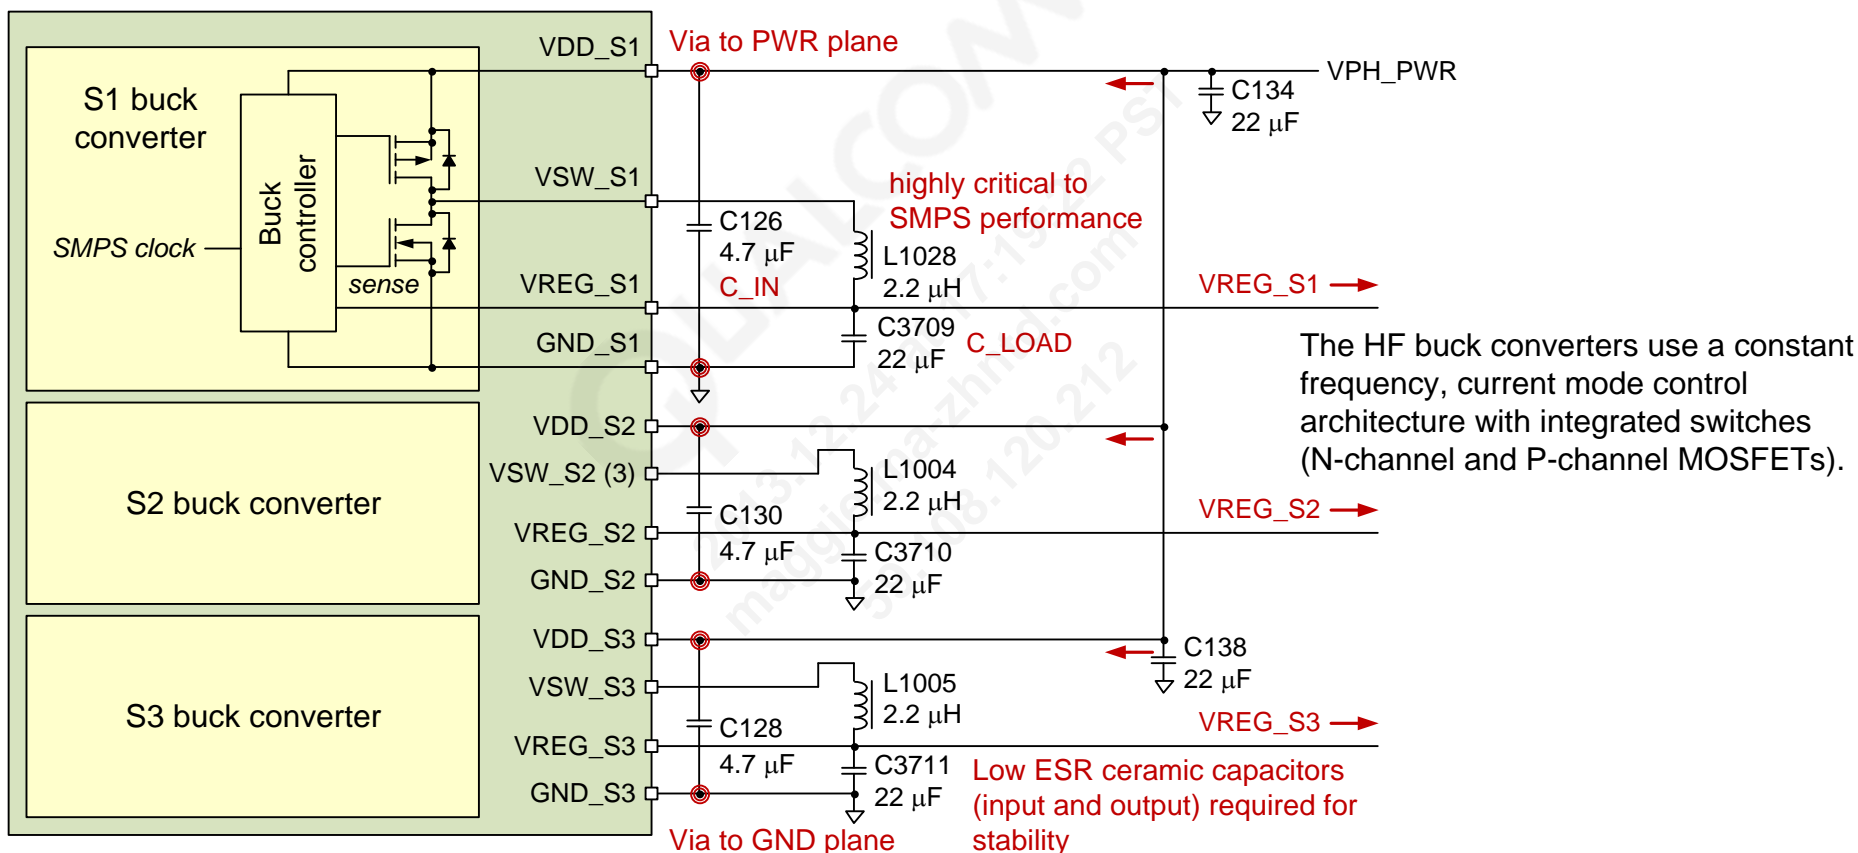 VDD_S1
Via to PWR plane
VPH_PWR
S1 buck
converter
C134
22 µF
Buck
controller
SMPS clock
sense
VSW_S1
highly critical to
SMPS performance
C126
4.7 µF
C_IN
L1028
2.2 µH
VREG_S1
VREG_S1
GND_S1
C3709
22 µF
C_LOAD
The HF buck converters use a constant
frequency, current mode control
architecture with integrated switches
(N-channel and P-channel MOSFETs).
S2 buck converter
VDD_S2
VSW_S2 (3)
L1004
2.2 µH
C130
4.7 µF
VREG_S2
VREG_S2
C3710
22 µF
GND_S2
S3 buck converter
VDD_S3
C138
22 µF
VSW_S3
L1005
2.2 µH
C128
4.7 µF
VREG_S3
VREG_S3
C3711
22 µF
GND_S3
Low ESR ceramic capacitors
(input and output) required for
stability
Via to GND plane